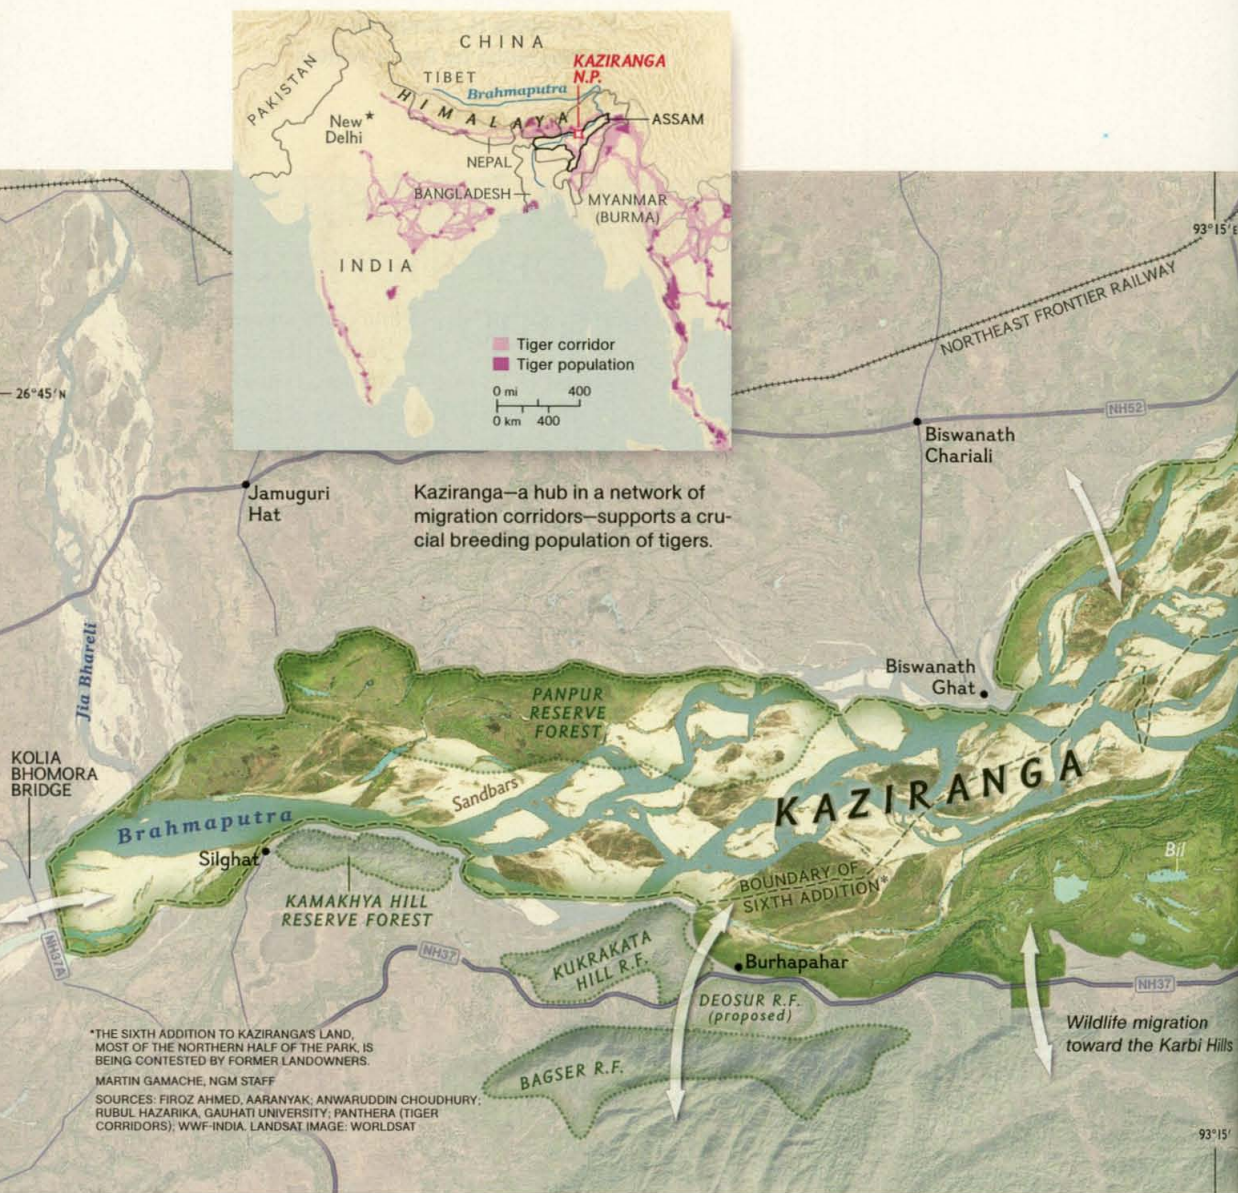 CHINA
KAZIRANGA
N.P.
TIBET
Brahmaputra
PAKISTAN
HIMALAYA
New
Delhi
ASSAM
NEPAL
BANGLADESH
MYANMAR
(BURMA)
INDIA
Tiger corridor
Tiger population
0 mi 400
0 km 400
93°15'E
NORTHEAST FRONTIER RAILWAY
26°45'N
NH52
Biswanath
Chariali
Jamuguri
Hat
Kaziranga—a hub in a network of
migration corridors—supports a cru-
cial breeding population of tigers.
Jia Bhareli
Biswanath
Ghat
PANPUR
RESERVE
FOREST
KOLIA
BHOMORA
BRIDGE
Sandbars
KAZIRANGA
Brahmaputra
Silghat
Bil
BOUNDARY OF
SIXTH ADDITION*
KAMAKHYA HILL
RESERVE FOREST
KUKRAKATA
HILL R.F.
NH37A
NH37
Burhapahar
NH37
DEOSUR R.F.
(proposed)
Wildlife migration
toward the Karbi Hills
BAGSER R.F.
*THE SIXTH ADDITION TO KAZIRANGA'S LAND,
MOST OF THE NORTHERN HALF OF THE PARK, IS
BEING CONTESTED BY FORMER LANDOWNERS.
MARTIN GAMACHE, NGM STAFF
SOURCES: FIROZ AHMED, AARANYAK; ANWARUDDIN CHOUDHURY;
RUBUL HAZARIKA, GAUHATI UNIVERSITY; PANTHERA (TIGER
CORRIDORS); WWF-INDIA. LANDSAT IMAGE: WORLDSAT
93°15'